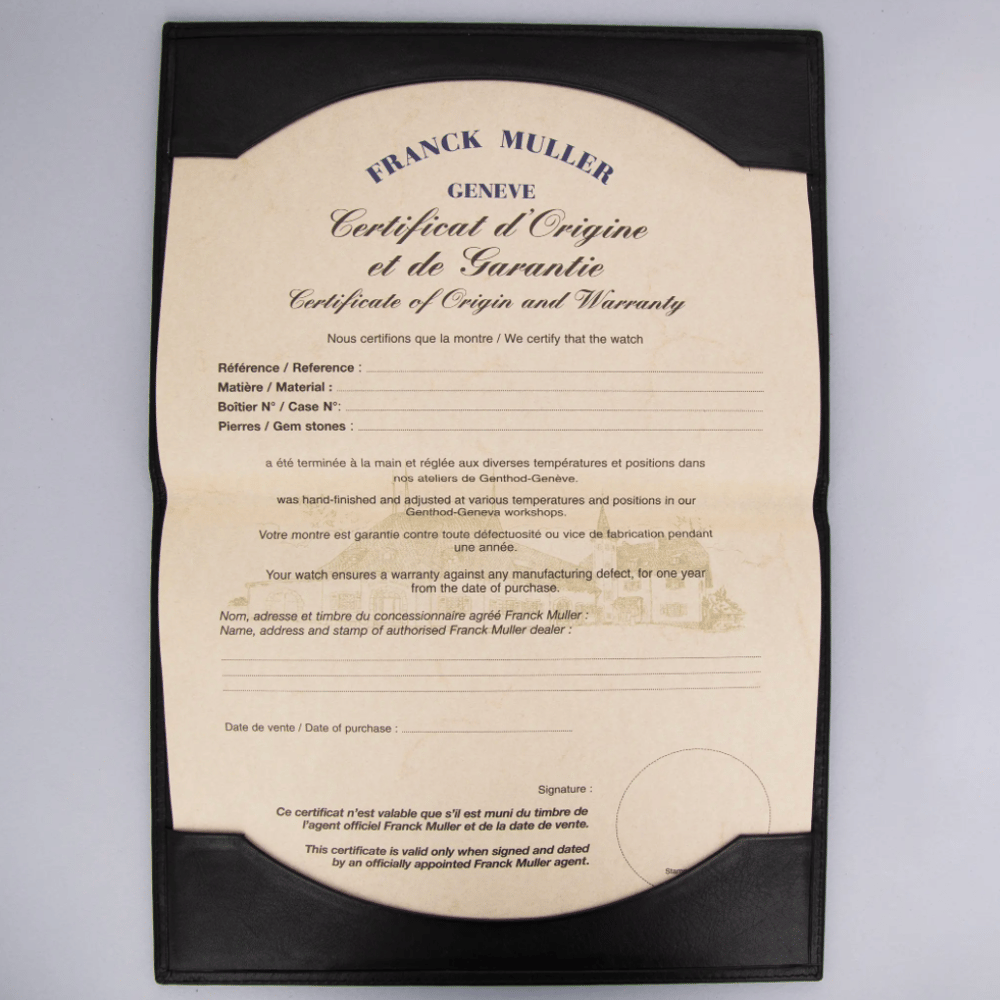 FRANCK MULLER
GENEVE
Certificat d'Origine
et de Garantie
Certificate of Origin and Warranty
Nous certifions que la montre / We certify that the watch
Référence / Reference :
Matière / Material :
Boîtier N° / Case N°:
Pierres / Gem stones :
a été terminée à la main et réglée aux diverses températures et positions dans
nos ateliers de Genthod-Genève.
was hand-finished and adjusted at various temperatures and positions in our
Genthod-Geneva workshops.
Votre montre est garantie contre toute défectuosité ou vice de fabrication pendant
une année.
Your watch ensures a warranty against any manufacturing defect, for one year
from the date of purchase.
Nom, adresse et timbre du concessionnaire agréé Franck Muller :
Name, address and stamp of authorised Franck Muller dealer :
Date de vente / Date of purchase :
Signature :
Ce certificat n'est valable que s'il est muni du timbre de
l'agent officiel Franck Muller et de la date de vente.
This certificate is valid only when signed and dated
by an officially appointed Franck Muller agent.